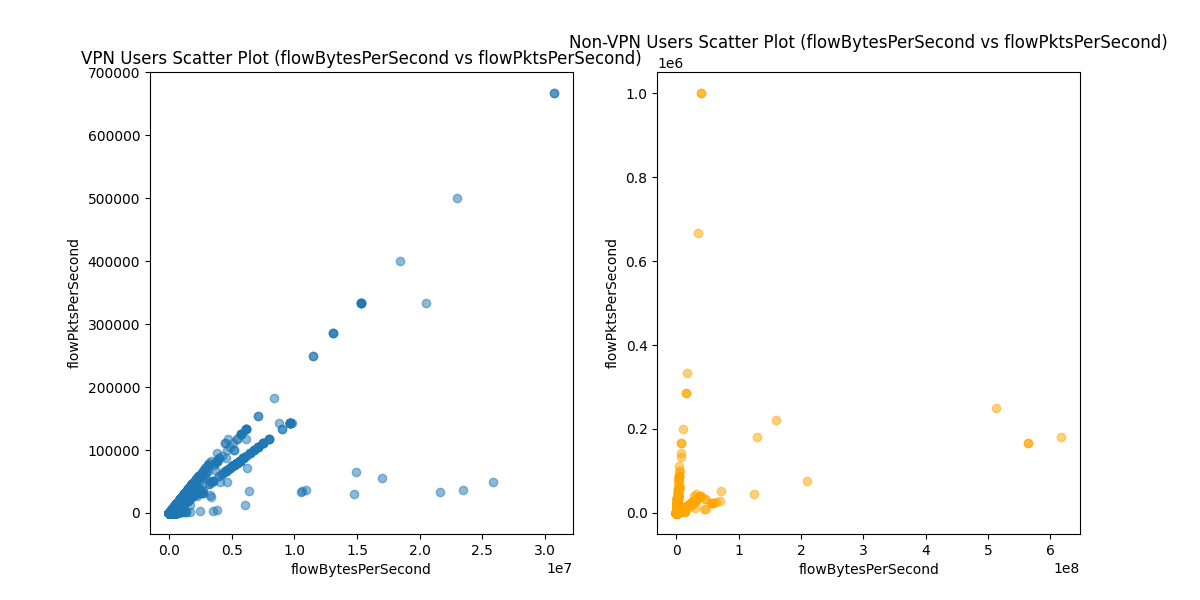 VPN Users Scatter Plot (flowBytesPerSecond vs flowPktsPerSecond)
700000
600000
500000
400000
300000
200000
100000
0
flowPktsPerSecond
0.0 0.5 1.0 1.5 2.0 2.5 3.0
1e7
flowBytesPerSecond
Non-VPN Users Scatter Plot (flowBytesPerSecond vs flowPktsPerSecond)
1e6
1.0
0.8
0.6
0.4
0.2
0.0
flowPktsPerSecond
0 1 2 3 4 5 6
1e8
flowBytesPerSecond